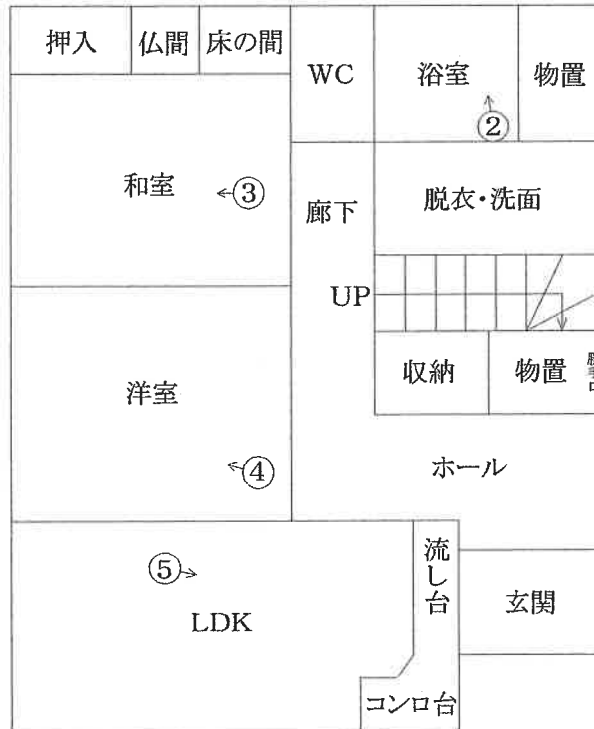 押入
仏間
床の間
WC
浴室
物置
②
和室
③
廊下
脱衣・洗面
UP
収納
物置
洋室
④
ホール
⑤
LDK
流し台
玄関
コンロ台